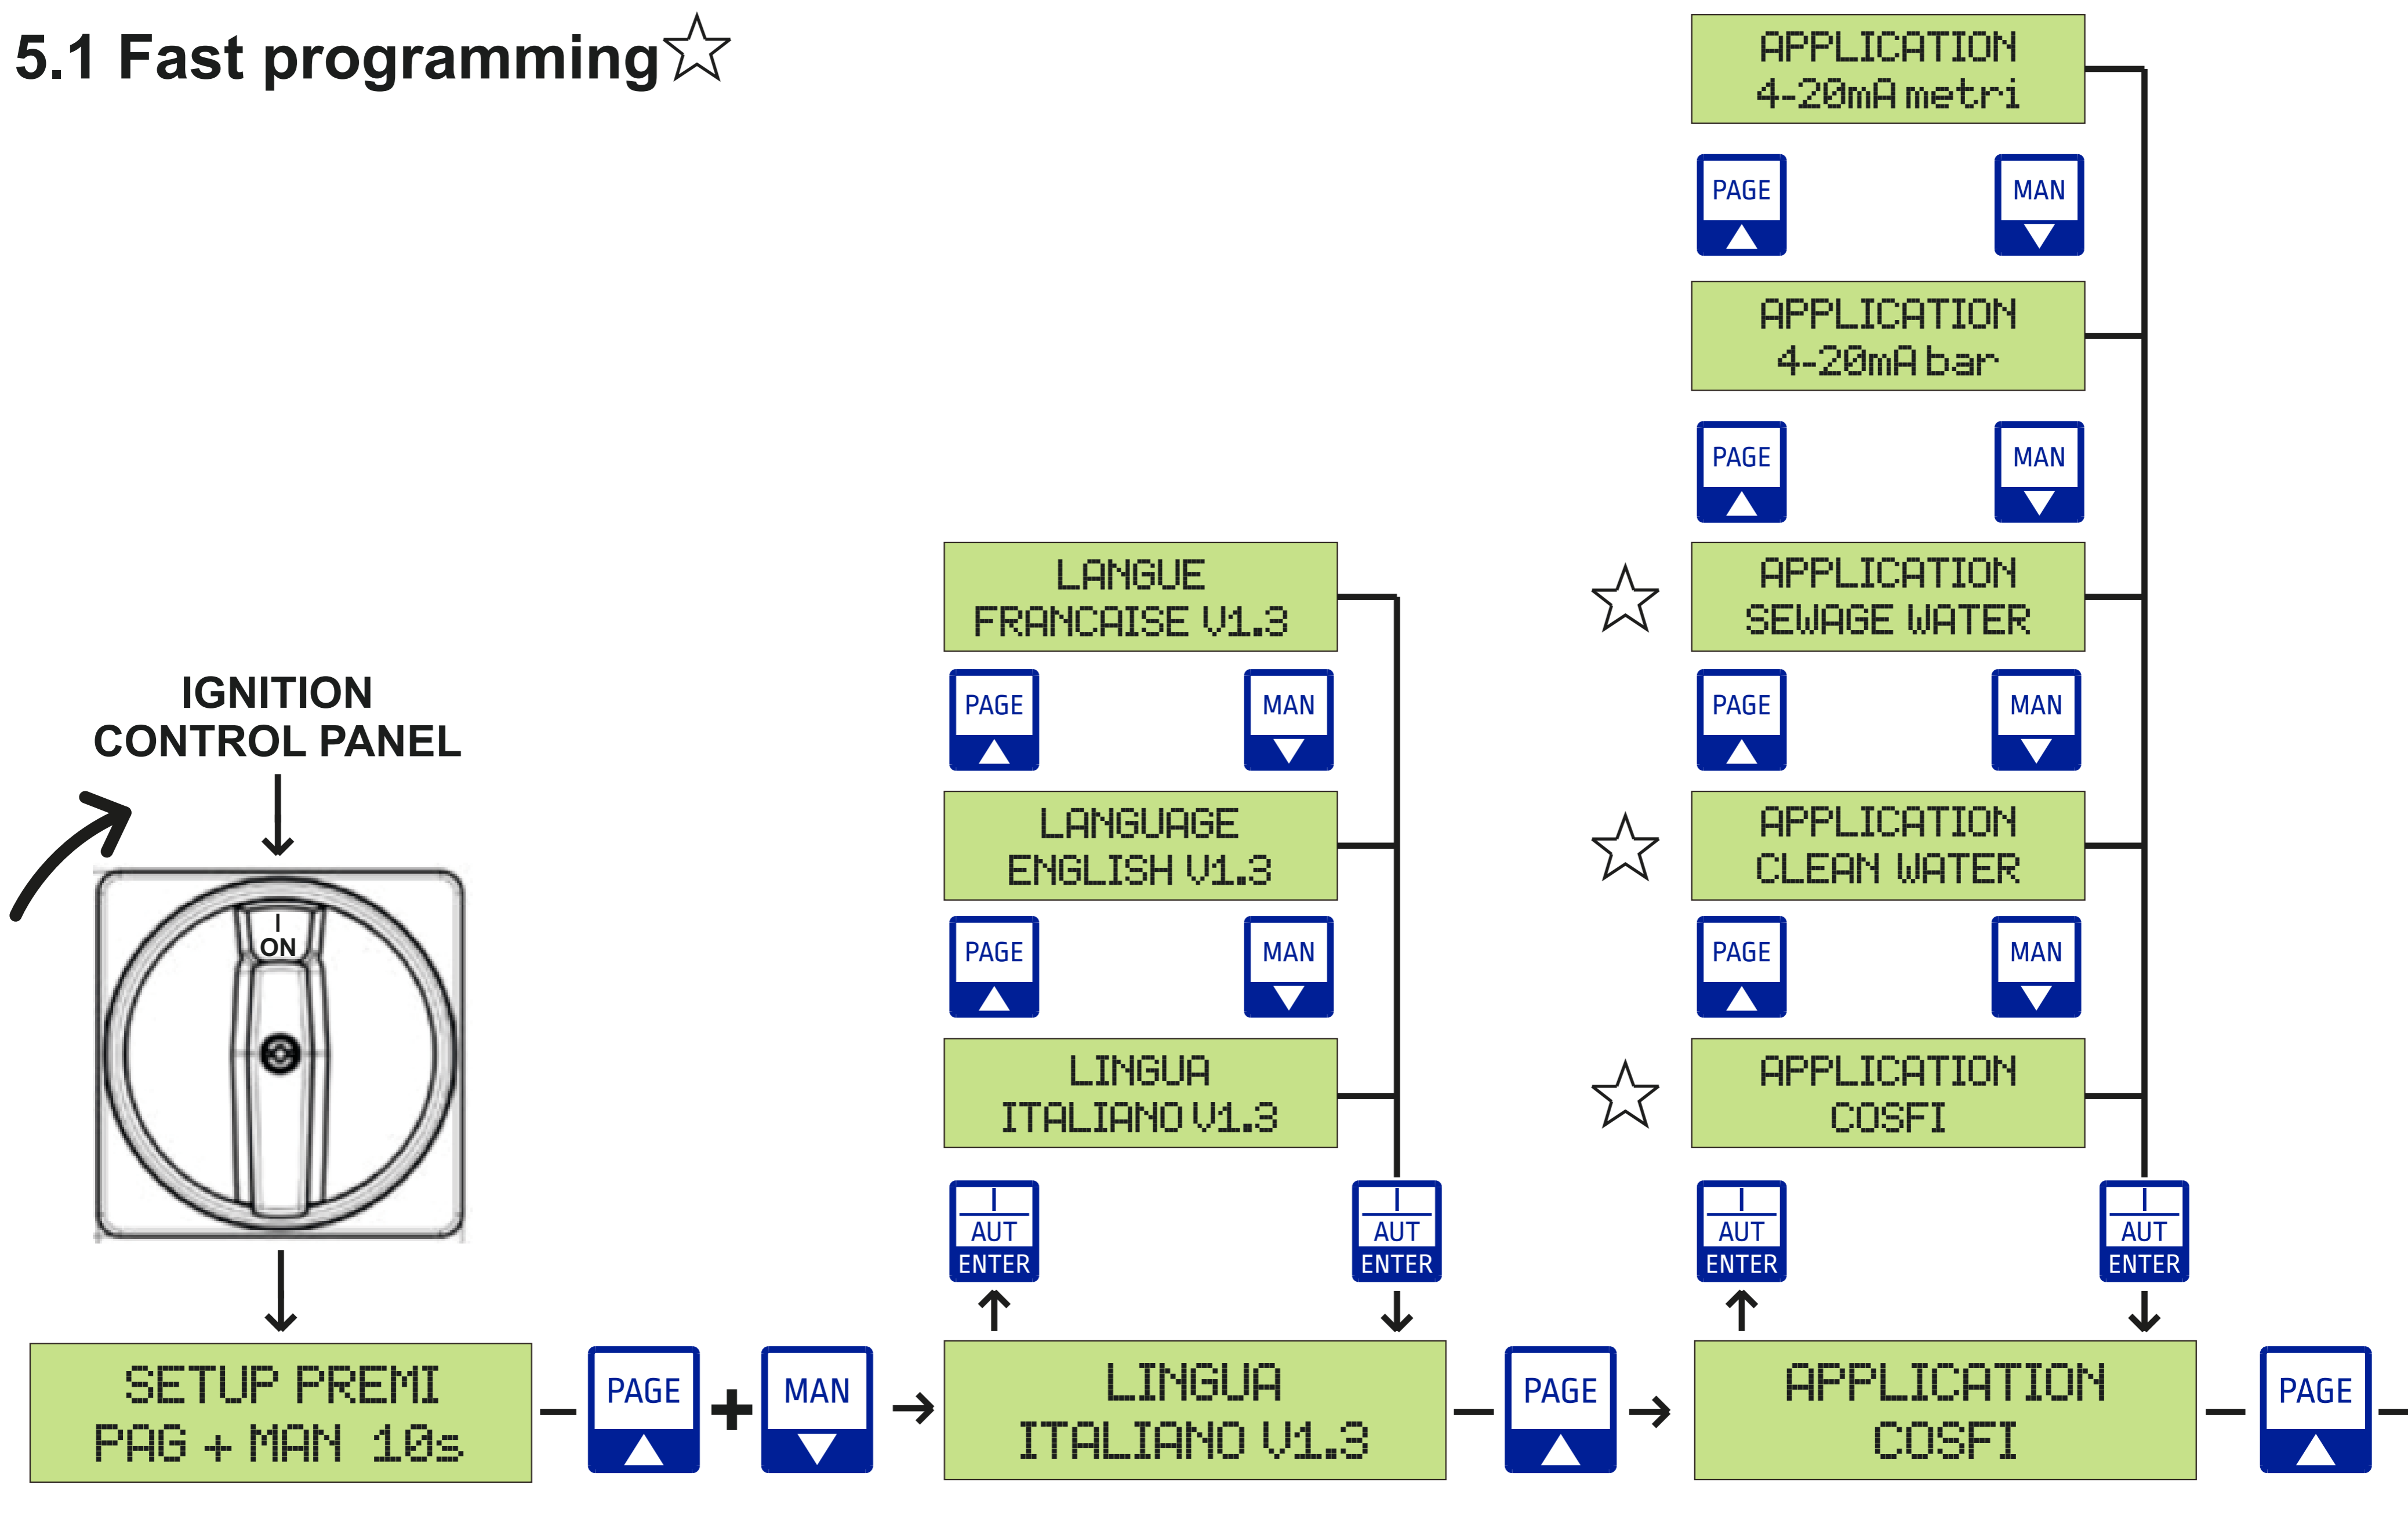 5.1 Fast programming
IGNITION
CONTROL PANEL
I
ON
SETUP PREMI
PAG + MAN 10s
PAGE
MAN
LANGUE
FRANCAISE V1.3
PAGE
MAN
LANGUAGE
ENGLISH V1.3
PAGE
MAN
LINGUA
ITALIANO V1.3
I
AUT
ENTER
I
AUT
ENTER
LINGUA
ITALIANO V1.3
PAGE
APPLICATION
4-20mA metri
PAGE
MAN
APPLICATION
4-20mA bar
PAGE
MAN
APPLICATION
SEWAGE WATER
PAGE
MAN
APPLICATION
CLEAN WATER
PAGE
MAN
APPLICATION
COSFI
I
AUT
ENTER
I
AUT
ENTER
APPLICATION
COSFI
PAGE